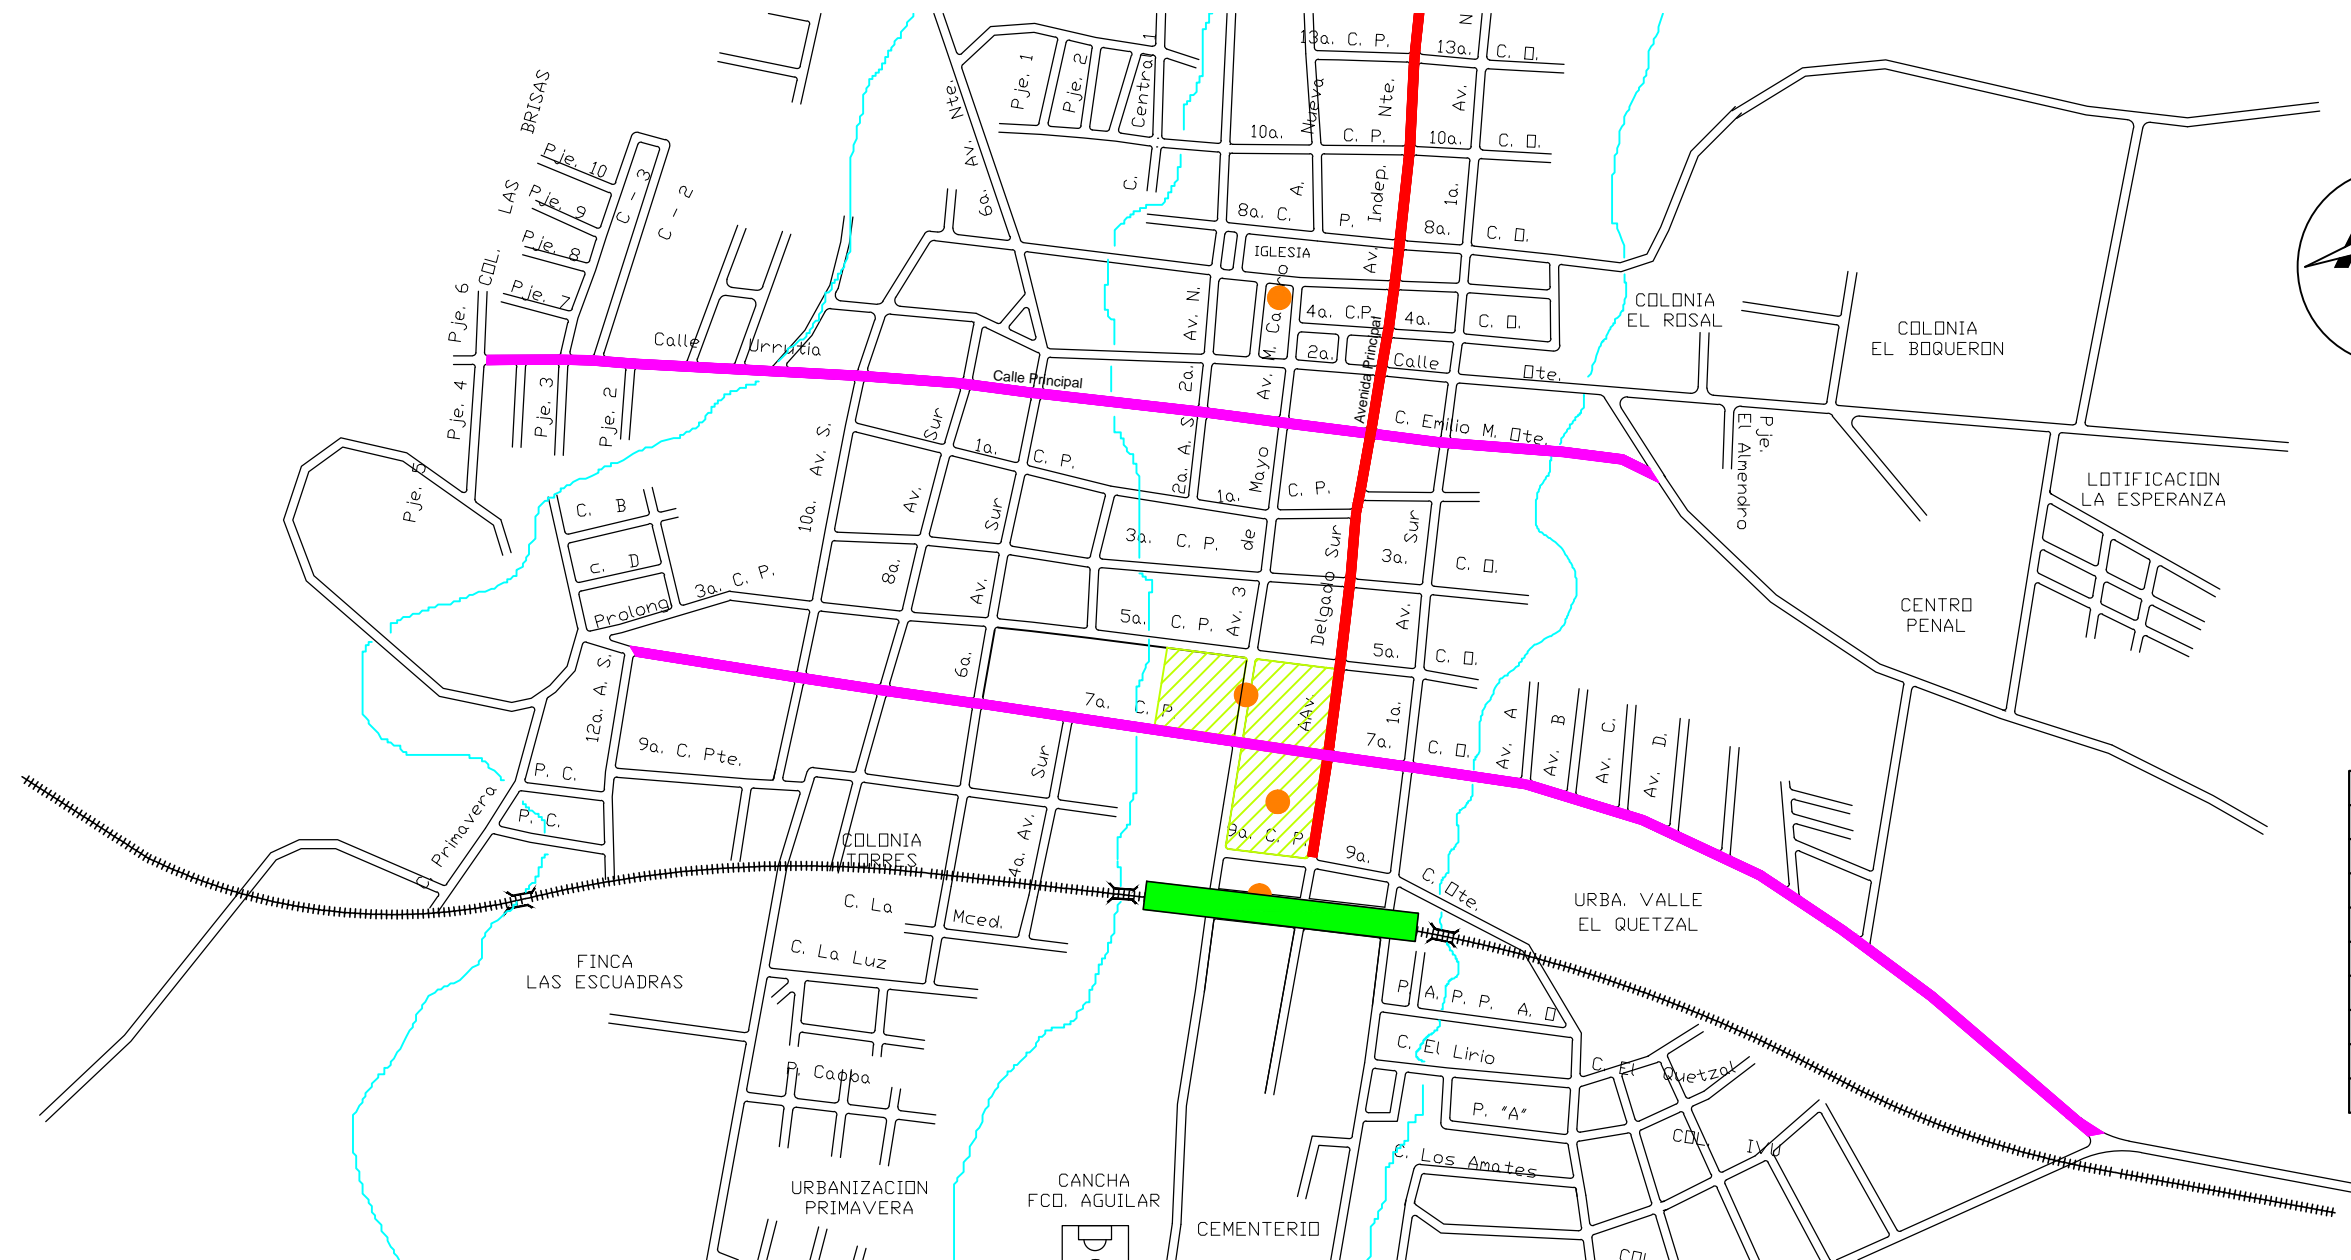 13a. C. P.
13a.
C. O.
N
BRISAS
LAS
COL.
Pje. 10
Pje. 9
Pje. 8
Pje. 7
Pje. 6
C - 3
C - 2
Av. Nte.
6a. Av.
Pje. 1
Pje. 2
Central 1
C.
10a.
Nueva
A.
C. P.
Nte.
10a.
Av.
C. O.
8a. C.
P.
Indep.
Av.
8a.
1a.
C. O.
IGLESIA
4a. C.P.
4a.
C. O.
2a.
Calle
Ote.
COLONIA
EL ROSAL
COLONIA
EL BOQUERON
Calle Urrutia
Calle Principal
Avenida Principal
Av. N.
2a.
Av.
C. Emilio M. Ote.
Pje. 4
Pje. 3
Pje. 2
Pje. 5
Pje.
El Almendro
LOTIFICACION
LA ESPERANZA
10a. Av. S.
Sur
Av.
8a.
1a.
C. P.
2a. A. S.
1a.
C. P.
Mayo
de
Av. 3
C. B
C. D
Prolong
3a. C. P.
Sur
Av.
6a.
3a. C. P.
Delgado Sur
3a.
Sur
C. O.
Av.
5a. C. P.
5a.
C. O.
CENTRO
PENAL
12a. A. S.
7a. C. P
AAv.
1a.
7a.
C. O.
Av. A
Av. B
Av. C.
Av. D.
9a. C. Pte.
Sur
4a. Av.
P. C.
P. C.
C. Primavera
9a. C. P.
9a.
C. Ote.
COLONIA
TORRES
URBA. VALLE
EL QUETZAL
C. La
Mced.
C. La Luz
FINCA
LAS ESCUADRAS
P. A. P. P. A. O
C. El Lirio
C. El Quetzal
P. Capba
P. "A"
COL. IVU
C. Los Amates
URBANIZACION
PRIMAVERA
CANCHA
FCO. AGUILAR
CEMENTERIO
COL.